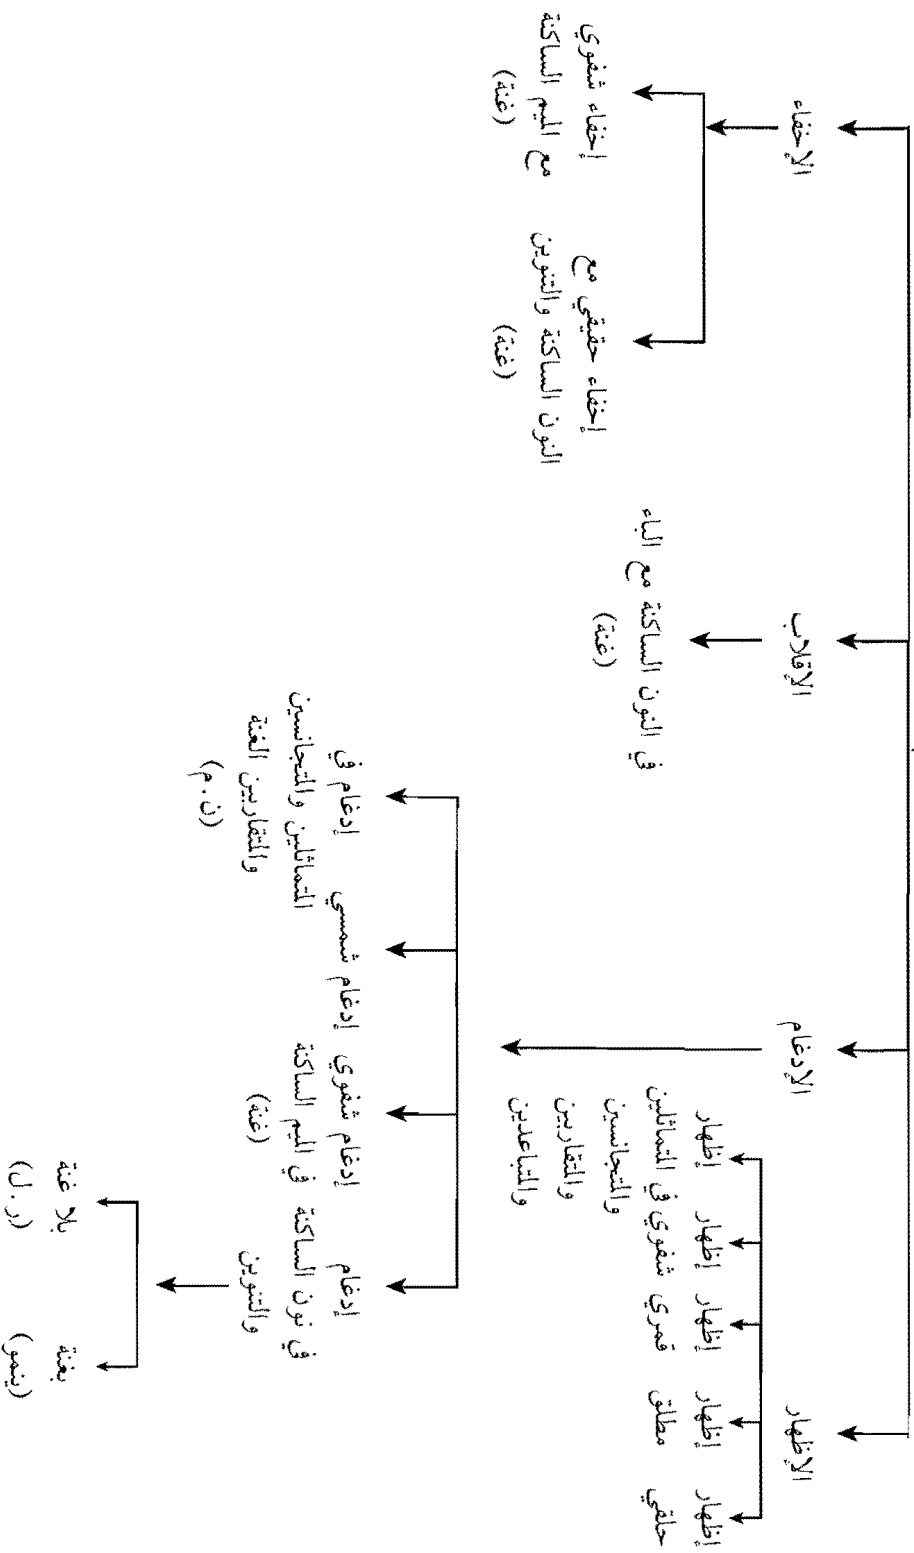 الإظهار
الإدغام
الإقلاب
الإخفاء
إظهار
حلقي
إظهار
مطلق
إظهار
قمري
إظهار
شفوي
إظهار
في المتماثلين
والمتجانسين
والمتقاربين
والمتباعدين
إدغام
في نون الساكنة
والتنوين
بغنة
(ينمو)
بلا غنة
(ر. ل)
إدغام شفوي
في الميم الساكنة
(غنة)
إدغام شمسي
إدغام في
المتماثلين والمتجانسين
والمتقاربين الغنة
(ن. م)
في النون الساكنة مع الباء
(غنة)
إخفاء حقيقي مع
النون الساكنة والتنوين
(غنة)
إخفاء شفوي
مع الميم الساكنة
(غنة)